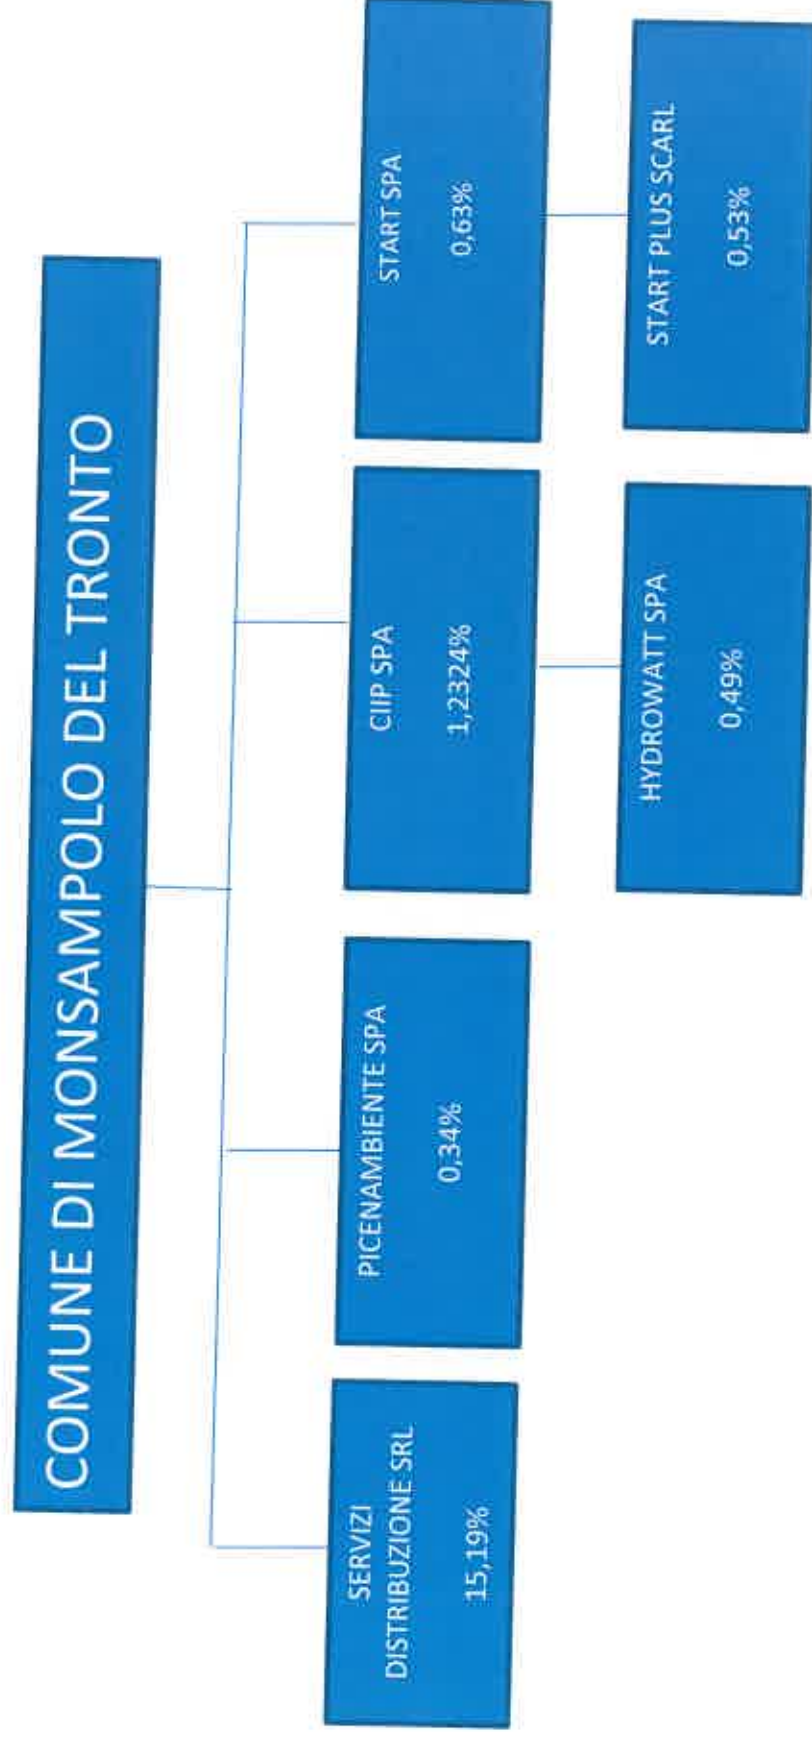 COMUNE DI MONSAMPOLO DEL TRONTO
SERVIZI
DISTRIBUZIONE SRL
15,19%
PICENAMBIENTE SPA
0,34%
CIIP SPA
1,2324%
START SPA
0,63%
HYDROWATT SPA
0,49%
START PLUS SCARL
0,53%